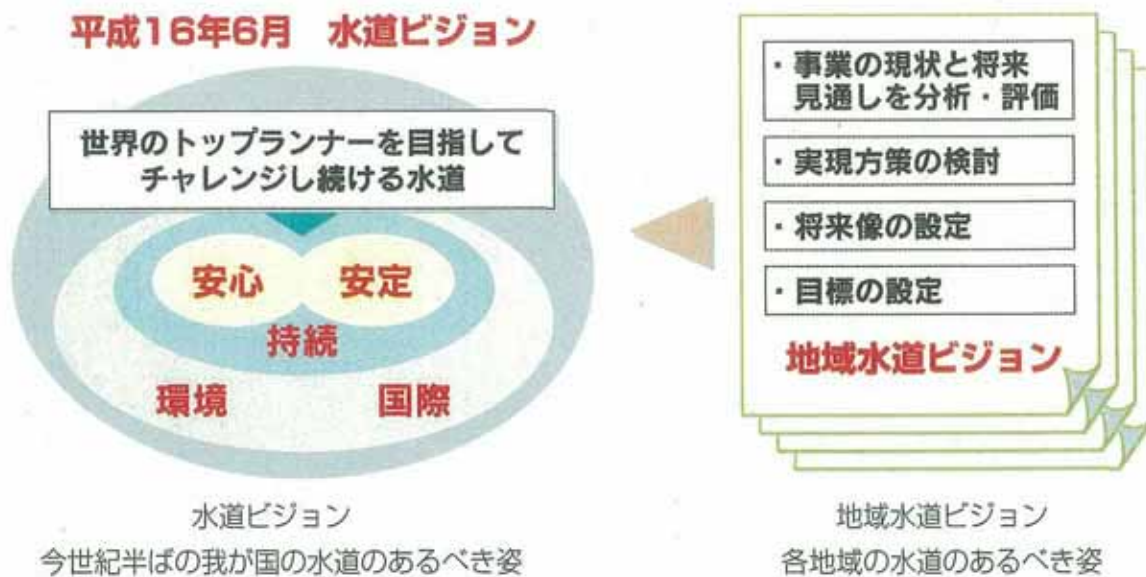 平成16年6月　水道ビジョン
世界のトップランナーを目指して
チャレンジし続ける水道
安心
安定
持続
環境
国際
水道ビジョン
今世紀半ばの我が国の水道のあるべき姿
・事業の現状と将来
見通しを分析・評価
・実現方策の検討
・将来像の設定
・目標の設定
地域水道ビジョン
地域水道ビジョン
各地域の水道のあるべき姿